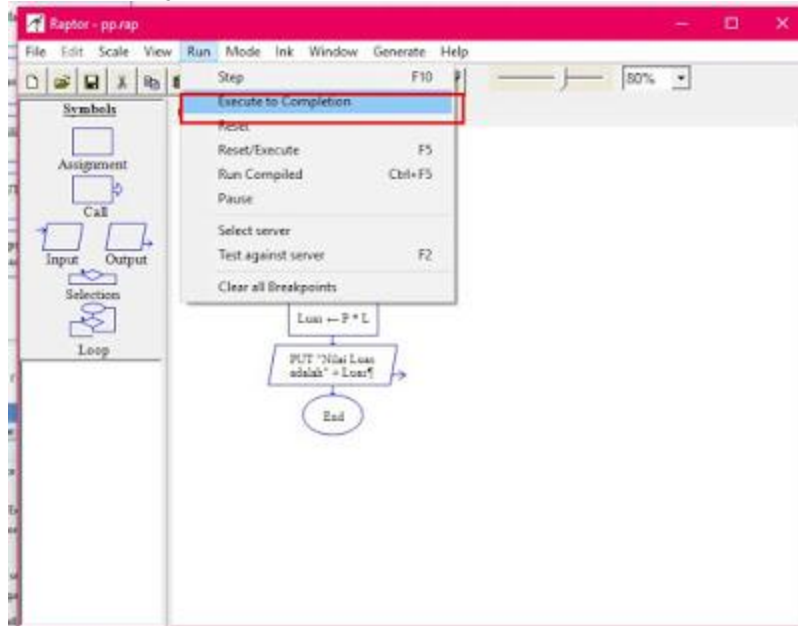 Raptor - pp.rap
File Edit Scale View Run Mode Ink Window Generate Help
80%
Step F10
Execute to Completion
Reset
Reset/Execute F5
Run Compiled Ctrl+F5
Pause
Select server
Test against server F2
Clear all Breakpoints
Symbols
Assignment
Call
Input Output
Selection
Loop
Luas ← P * L
PUT "Nilai Luas
adalah" + Luas¶
End